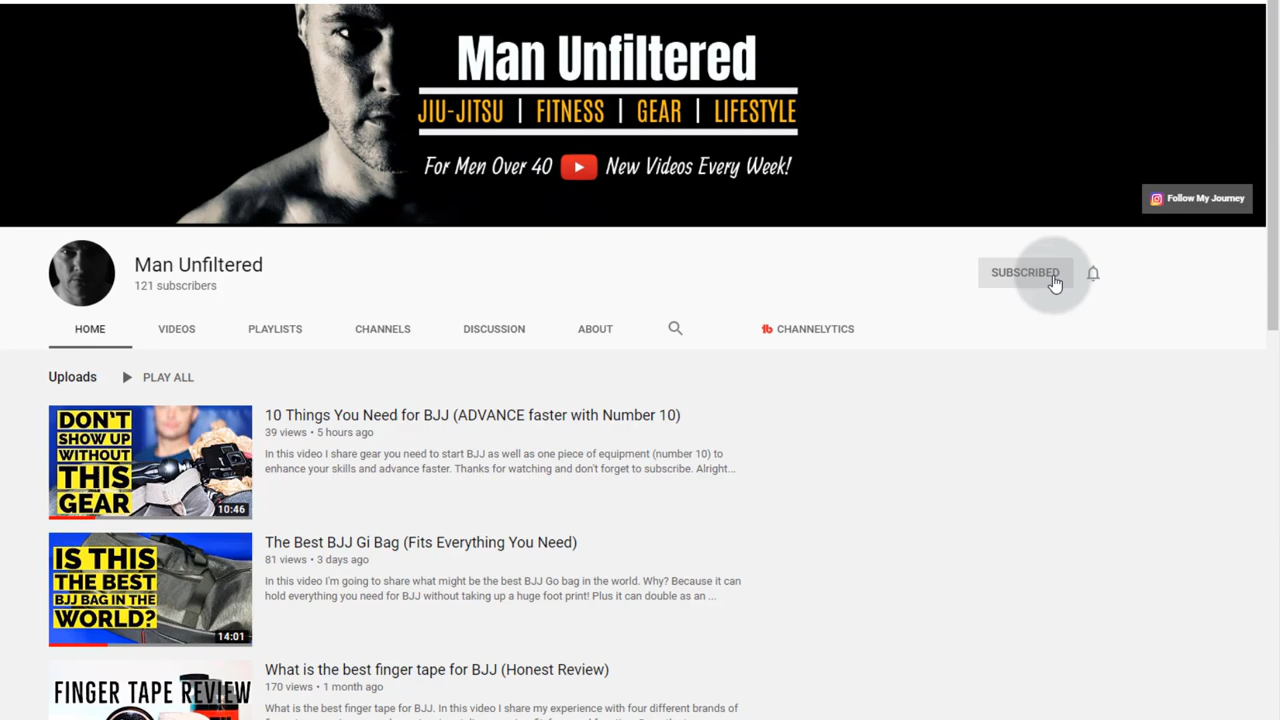 Man Unfiltered
JIU-JITSU | FITNESS | GEAR | LIFESTYLE
For Men Over 40 New Videos Every Week!
Follow My Journey
Man Unfiltered
121 subscribers
SUBSCRIBED
HOME VIDEOS PLAYLISTS CHANNELS DISCUSSION ABOUT CHANNELYTICS
Uploads PLAY ALL
DON'T
SHOW UP
WITHOUT
THIS
GEAR
10:46
10 Things You Need for BJJ (ADVANCE faster with Number 10)
39 views • 5 hours ago
In this video I share gear you need to start BJJ as well as one piece of equipment (number 10) to
enhance your skills and advance faster. Thanks for watching and don't forget to subscribe. Alright...
IS THIS
THE BEST
BJJ BAG IN THE
WORLD?
14:01
The Best BJJ Gi Bag (Fits Everything You Need)
81 views • 3 days ago
In this video I'm going to share what might be the best BJJ Go bag in the world. Why? Because it can
hold everything you need for BJJ without taking up a huge foot print! Plus it can double as an ...
FINGER TAPE REVIEW
What is the best finger tape for BJJ (Honest Review)
170 views • 1 month ago
What is the best finger tape for BJJ. In this video I share my experience with four different brands of